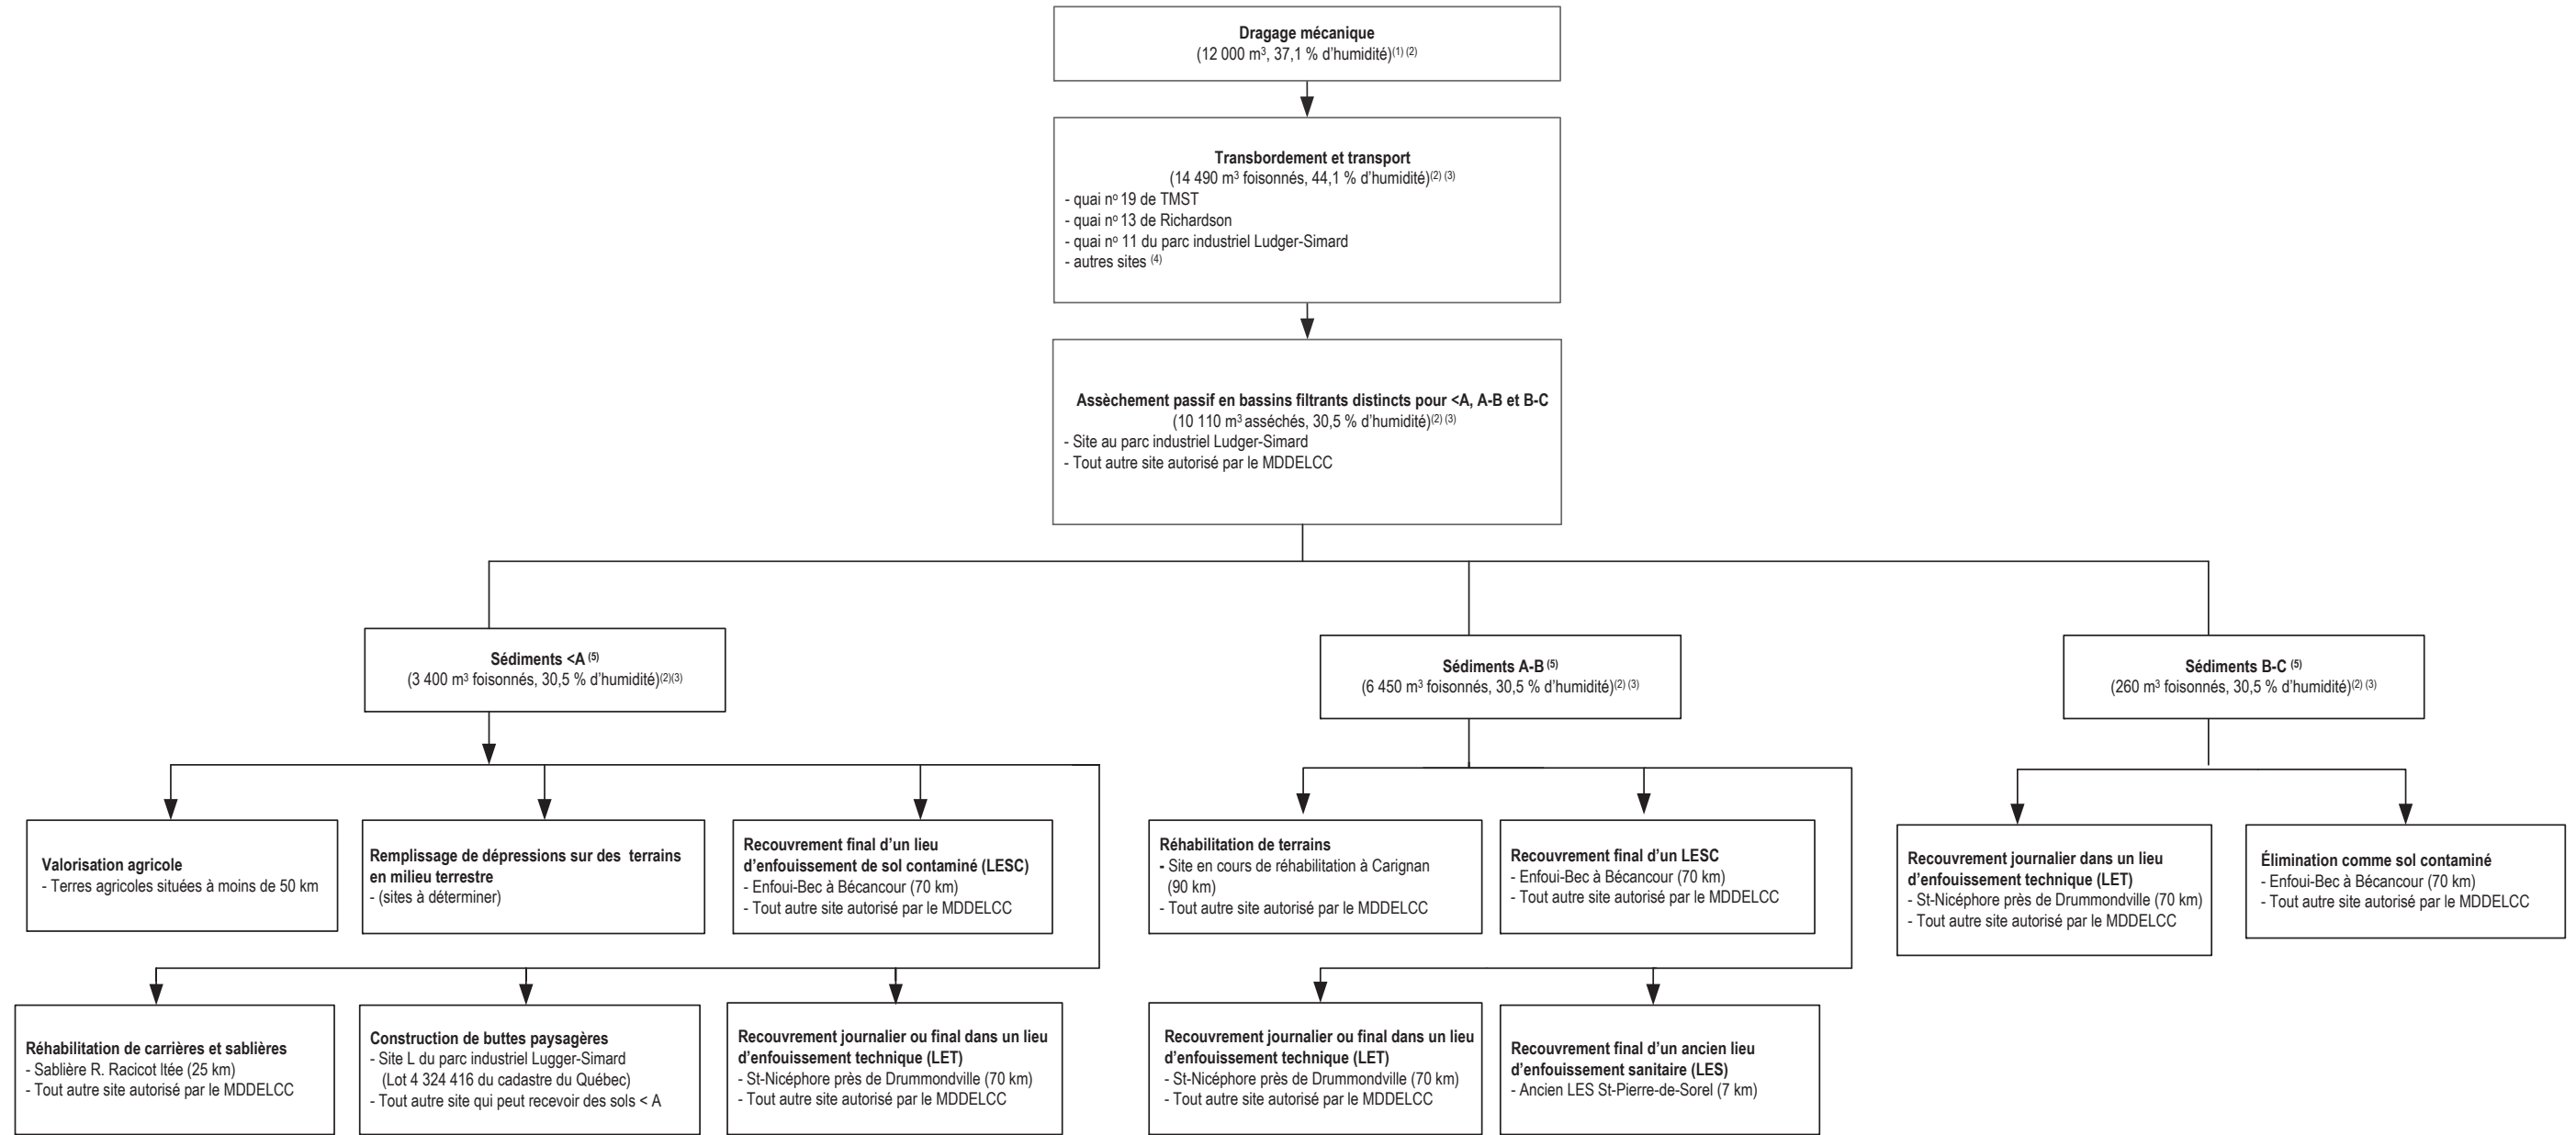 Dragage mécanique
(12 000 m³, 37,1 % d’humidité)(1) (2)
Transbordement et transport
(14 490 m³ foisonnés, 44,1 % d’humidité)(2) (3)
- quai nº 19 de TMST
- quai nº 13 de Richardson
- quai nº 11 du parc industriel Ludger-Simard
- autres sites (4)
Assèchement passif en bassins filtrants distincts pour <A, A-B et B-C
(10 110 m³ asséchés, 30,5 % d’humidité)(2) (3)
- Site au parc industriel Ludger-Simard
- Tout autre site autorisé par le MDDELCC
Sédiments <A (5)
(3 400 m³ foisonnés, 30,5 % d’humidité)(2)(3)
Sédiments A-B (5)
(6 450 m³ foisonnés, 30,5 % d’humidité)(2) (3)
Sédiments B-C (5)
(260 m³ foisonnés, 30,5 % d’humidité)(2) (3)
Valorisation agricole
- Terres agricoles situées à moins de 50 km
Remplissage de dépressions sur des terrains
en milieu terrestre
- (sites à déterminer)
Recouvrement final d’un lieu
d’enfouissement de sol contaminé (LESC)
- Enfoui-Bec à Bécancour (70 km)
- Tout autre site autorisé par le MDDELCC
Réhabilitation de terrains
- Site en cours de réhabilitation à Carignan
(90 km)
- Tout autre site autorisé par le MDDELCC
Recouvrement final d’un LESC
- Enfoui-Bec à Bécancour (70 km)
- Tout autre site autorisé par le MDDELCC
Recouvrement journalier dans un lieu
d’enfouissement technique (LET)
- St-Nicéphore près de Drummondville (70 km)
- Tout autre site autorisé par le MDDELCC
Élimination comme sol contaminé
- Enfoui-Bec à Bécancour (70 km)
- Tout autre site autorisé par le MDDELCC
Réhabilitation de carrières et sablières
- Sablière R. Racicot ltée (25 km)
- Tout autre site autorisé par le MDDELCC
Construction de buttes paysagères
- Site L du parc industriel Lugger-Simard
(Lot 4 324 416 du cadastre du Québec)
- Tout autre site qui peut recevoir des sols < A
Recouvrement journalier ou final dans un lieu
d’enfouissement technique (LET)
- St-Nicéphore près de Drummondville (70 km)
- Tout autre site autorisé par le MDDELCC
Recouvrement journalier ou final dans un lieu
d’enfouissement technique (LET)
- St-Nicéphore près de Drummondville (70 km)
- Tout autre site autorisé par le MDDELCC
Recouvrement final d’un ancien lieu
d’enfouissement sanitaire (LES)
- Ancien LES St-Pierre-de-Sorel (7 km)